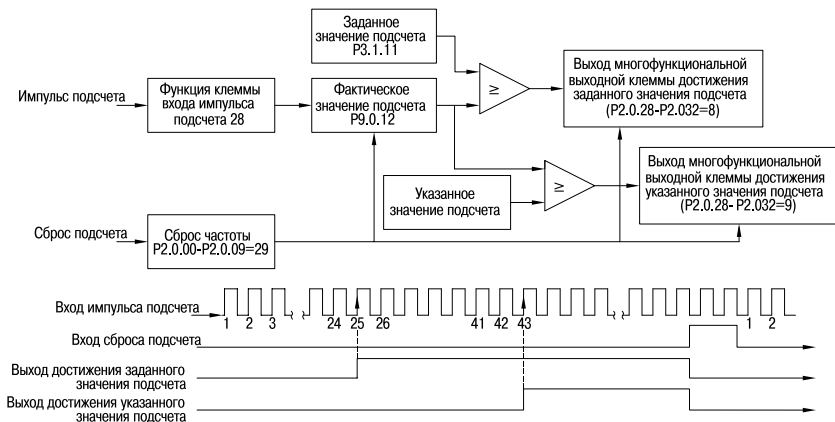 Заданное
значение подсчета
P3.1.11
Импульс подсчета
Функция клеммы
входа импульса
подсчета 28
Фактическое
значение подсчета
P9.0.12
≥
Выход многофункциональной
выходной клеммы достижения
заданного значения подсчета
(P2.0.28-P2.032=8)
Указанное
значение подсчета
≥
Выход многофункциональной
выходной клеммы достижения
указанного значения подсчета
(P2.0.28- P2.032=9)
Сброс подсчета
Сброс частоты
P2.0.00-P2.0.09=29
Вход импульса подсчета
1 2 3 24 25 26 41 42 43 1 2
Вход сброса подсчета
Выход достижения заданного
значения подсчета
Выход достижения указанного
значения подсчета